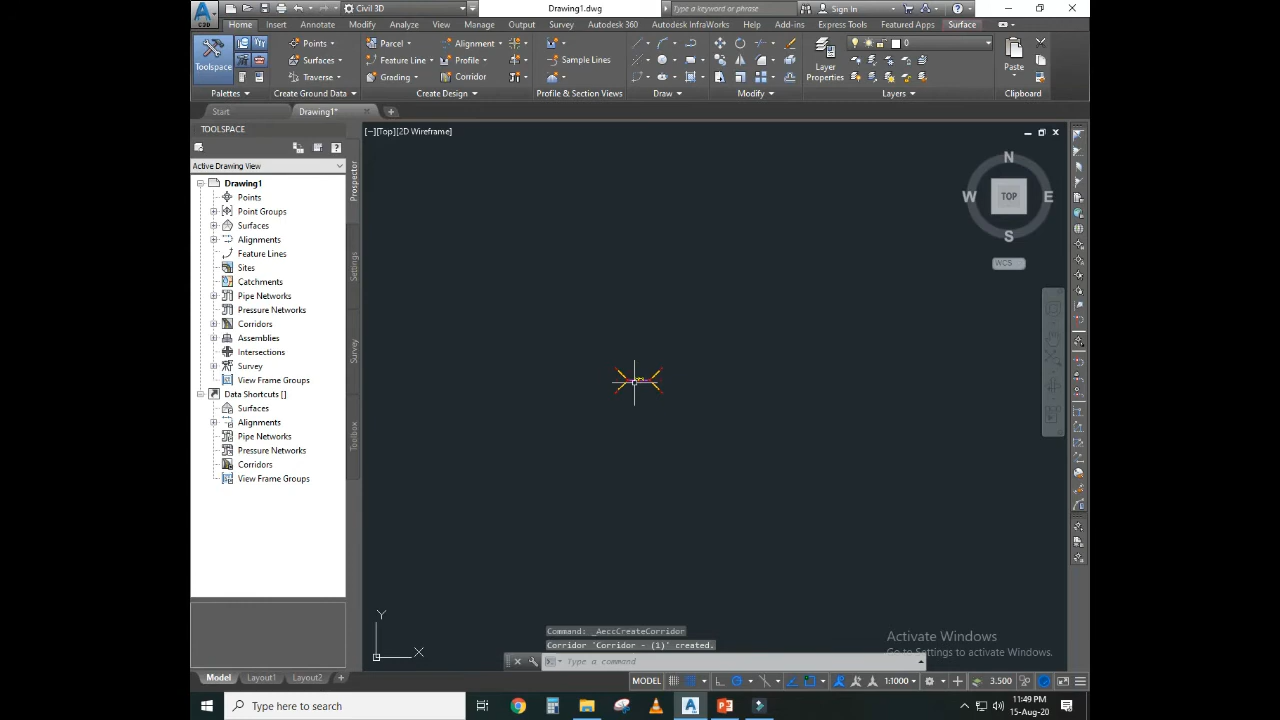 Civil 3D
Drawing1.dwg
Type a keyword or phrase
Sign In
C3D
Home Insert Annotate Modify Analyze View Manage Output Survey Autodesk 360 Autodesk InfraWorks Help Add-ins Express Tools Featured Apps Surface
Toolspace
Points
Surfaces
Traverse
Parcel
Feature Line
Grading
Alignment
Profile
Corridor
Sample Lines
Layer
Properties
0
Paste
Palettes
Create Ground Data
Create Design
Profile & Section Views
Draw
Modify
Layers
Clipboard
Start
Drawing1*
TOOLSPACE
[−][Top][2D Wireframe]
Active Drawing View
Drawing1
Points
Point Groups
Surfaces
Alignments
Feature Lines
Sites
Catchments
Pipe Networks
Pressure Networks
Corridors
Assemblies
Intersections
Survey
View Frame Groups
Data Shortcuts []
Surfaces
Alignments
Pipe Networks
Pressure Networks
Corridors
View Frame Groups
Prospector
Settings
Survey
Toolbox
N
W TOP E
S
WCS
Y
X
Command: _AeccCreateCorridor
Corridor 'Corridor - (1)' created.
Type a command
Activate Windows
Go to Settings to activate Windows.
Model Layout1 Layout2
MODEL
1:1000
3.500
Type here to search
11:49 PM
15-Aug-20